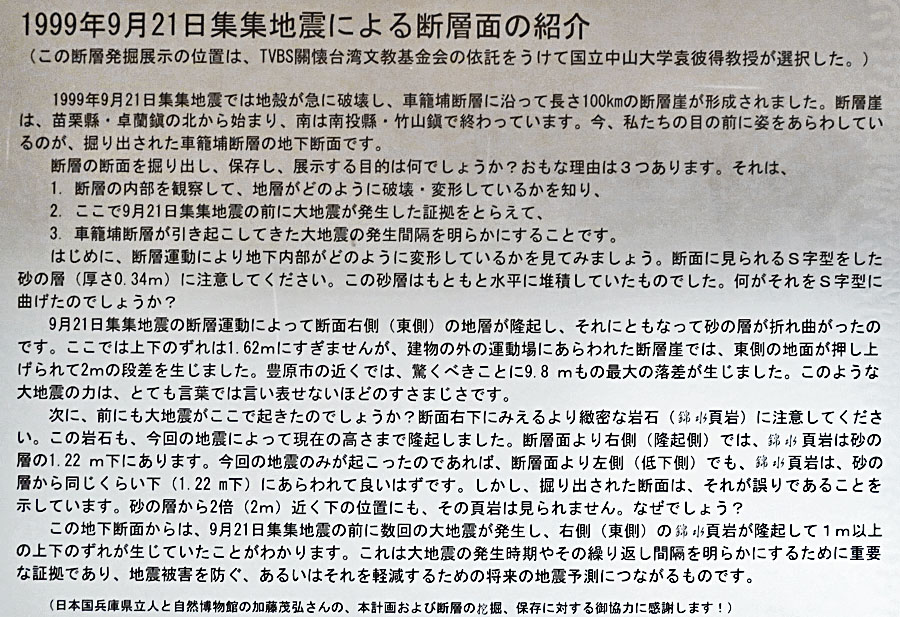 1999年9月21日集集地震による断層面の紹介
（この断層発掘展示の位置は、TVBS關懐台湾文教基金会の依託をうけて国立中山大学袁彼得教授が選択した。）
1999年9月21日集集地震では地殻が急に破壊し、車籠埔断層に沿って長さ100kmの断層崖が形成されました。断層崖
は、苗栗縣・卓蘭鎭の北から始まり、南は南投縣・竹山鎭で終わっています。今、私たちの目の前に姿をあらわしてい
るのが、掘り出された車籠埔断層の地下断面です。
断層の断面を掘り出し、保存し、展示する目的は何でしょうか？おもな理由は３つあります。それは、
1. 断層の内部を観察して、地層がどのように破壊・変形しているかを知り、
2. ここで9月21日集集地震の前に大地震が発生した証拠をとらえて、
3. 車籠埔断層が引き起こしてきた大地震の発生間隔を明らかにすることです。
はじめに、断層運動により地下内部がどのように変形しているかを見てみましょう。断面に見られるＳ字型をした
砂の層（厚さ0.34ｍ）に注意してください。この砂層はもともと水平に堆積していたものでした。何がそれをＳ字型に
曲げたのでしょうか？
9月21日集集地震の断層運動によって断面右側（東側）の地層が隆起し、それにともなって砂の層が折れ曲がったの
です。ここでは上下のずれは1.62mにすぎませんが、建物の外の運動場にあらわれた断層崖では、東側の地面が押し上
げられて2mの段差を生じました。豊原市の近くでは、驚くべきことに9.8 ｍもの最大の落差が生じました。このような
大地震の力は、とても言葉では言い表せないほどのすさまじさです。
次に、前にも大地震がここで起きたのでしょうか？断面右下にみえるより緻密な岩石（錦水頁岩）に注意してくださ
い。この岩石も、今回の地震によって現在の高さまで隆起しました。断層面より右側（隆起側）では、錦水頁岩は砂の
層の1.22 ｍ下にあります。今回の地震のみが起こったのであれば、断層面より左側（低下側）でも、錦水頁岩は、砂の
層から同じくらい下（1.22 m下）にあらわれて良いはずです。しかし、掘り出された断面は、それが誤りであることを
示しています。砂の層から2倍（2m）近く下の位置にも、その頁岩は見られません。なぜでしょう？
この地下断面からは、9月21日集集地震の前に数回の大地震が発生し、右側（東側）の錦水頁岩が隆起して１ｍ以上
の上下のずれが生じていたことがわかります。これは大地震の発生時期やその繰り返し間隔を明らかにするために重要
な証拠であり、地震被害を防ぐ、あるいはそれを軽減するための将来の地震予測につながるものです。
（日本国兵庫県立人と自然博物館の加藤茂弘さんの、本計画および断層の挖掘、保存に対する御協力に感謝します！）